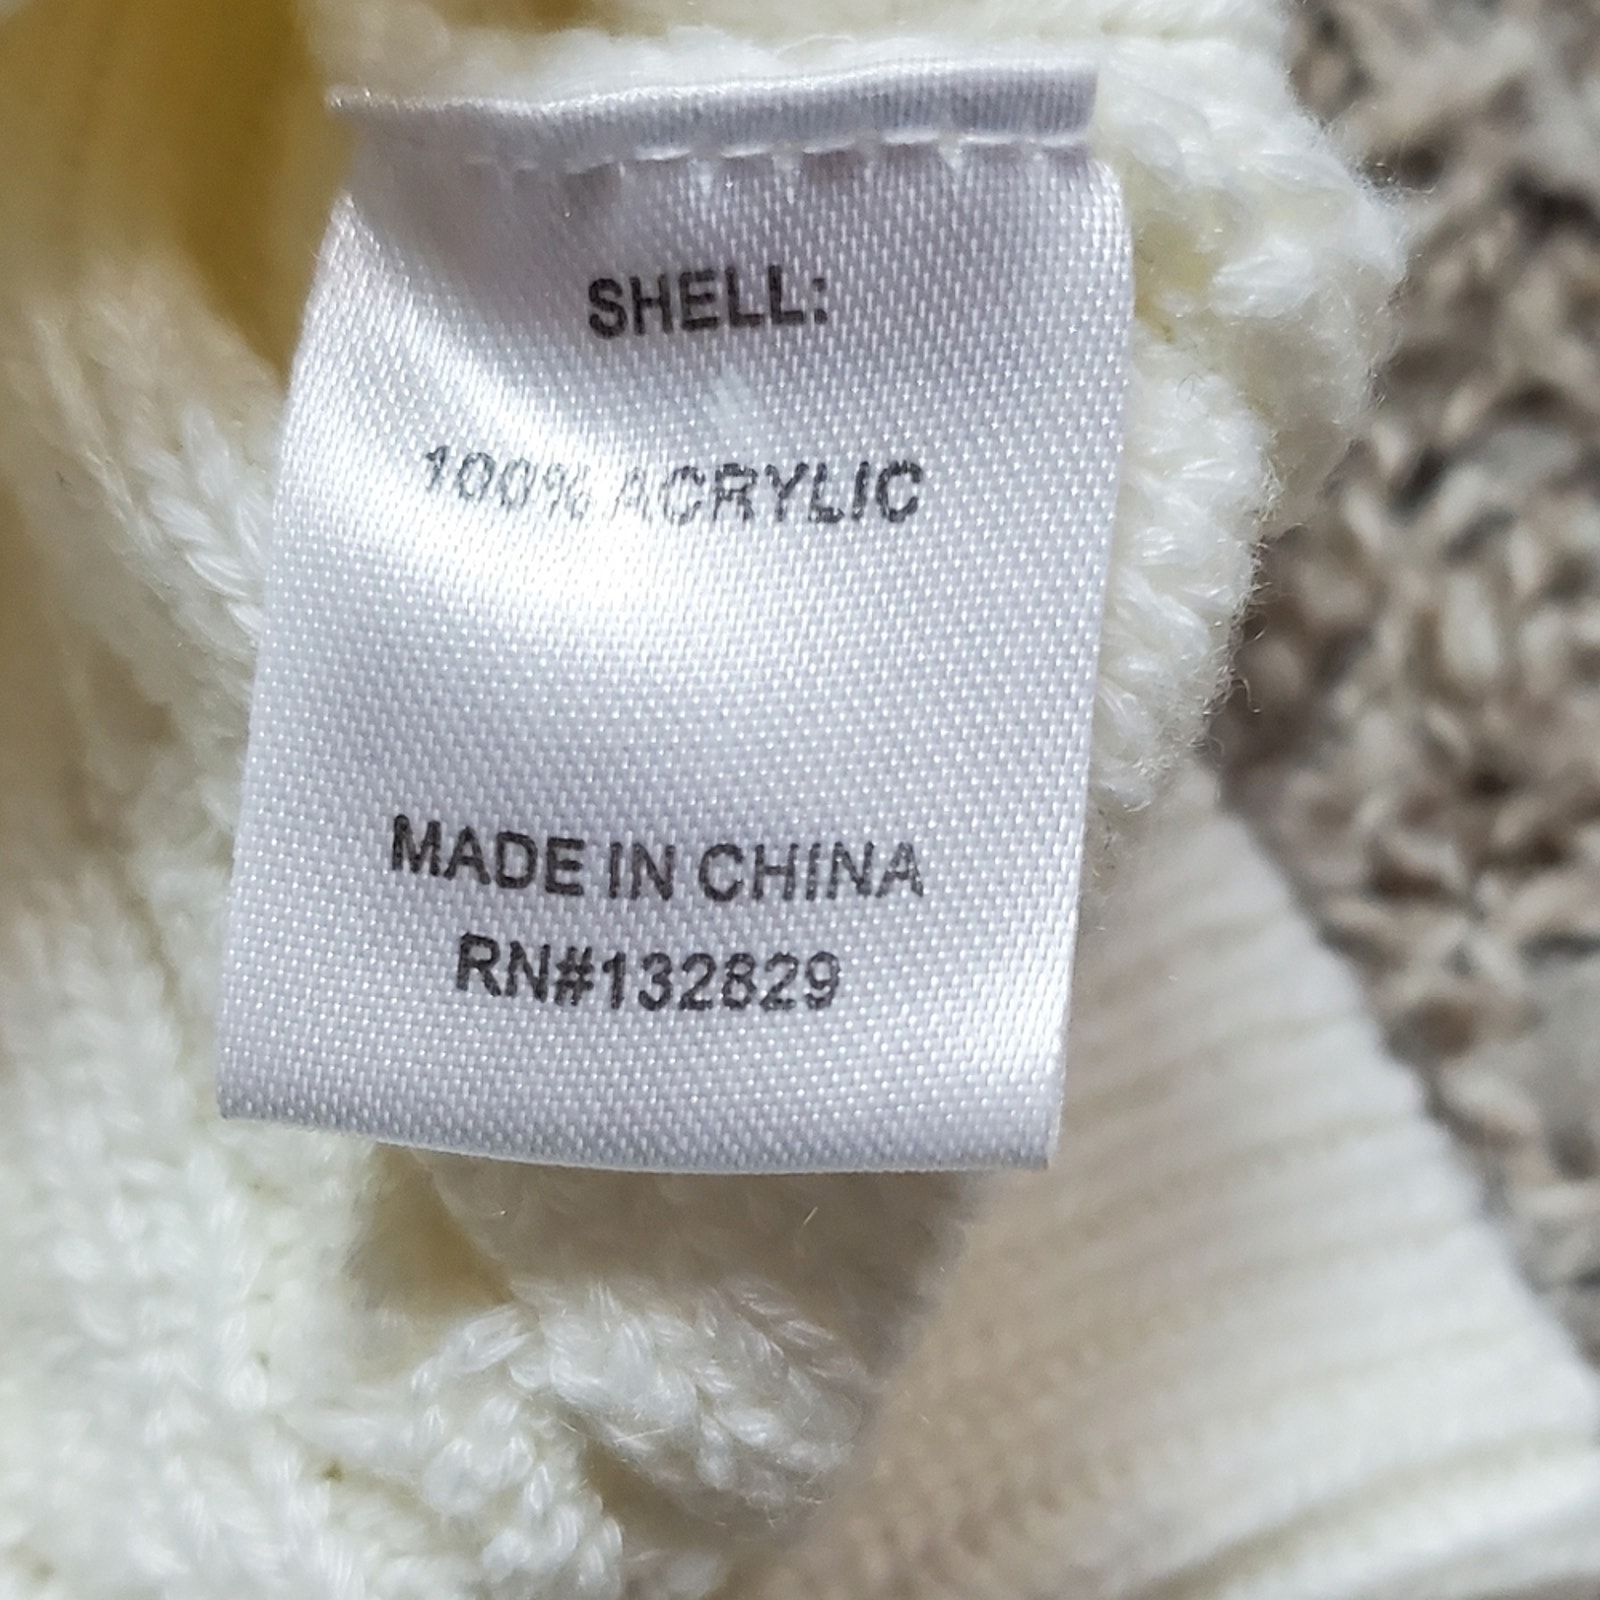 SHELL:
100% ACRYLIC
MADE IN CHINA
RN#132829